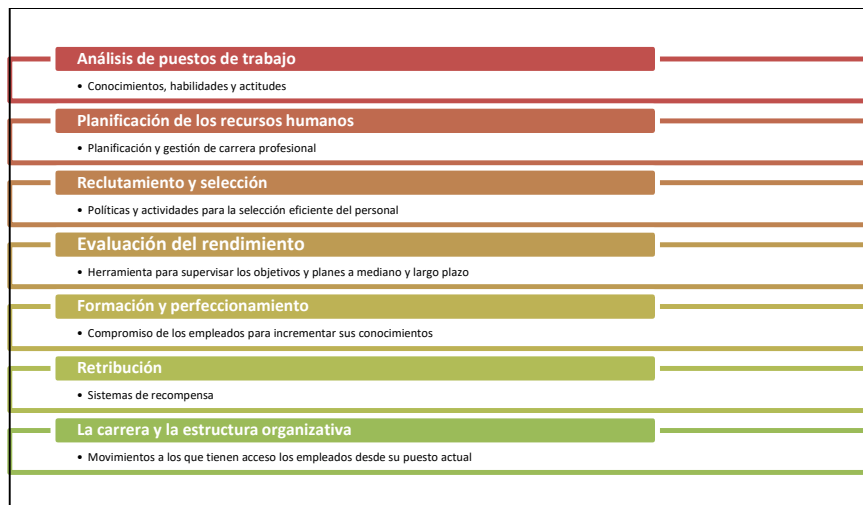 Análisis de puestos de trabajo
• Conocimientos, habilidades y actitudes
Planificación de los recursos humanos
• Planificación y gestión de carrera profesional
Reclutamiento y selección
• Políticas y actividades para la selección eficiente del personal
Evaluación del rendimiento
• Herramienta para supervisar los objetivos y planes a mediano y largo plazo
Formación y perfeccionamiento
• Compromiso de los empleados para incrementar sus conocimientos
Retribución
• Sistemas de recompensa
La carrera y la estructura organizativa
• Movimientos a los que tienen acceso los empleados desde su puesto actual